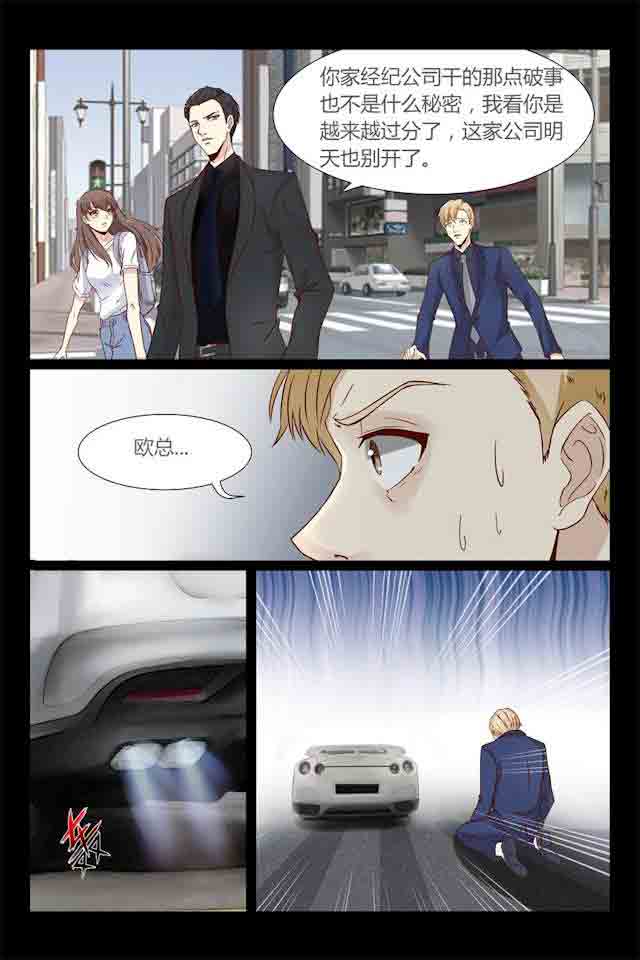 你家经纪公司干的那点破事
也不是什么秘密，我看你是
越来越过分了，这家公司明
天也别开了。
欧总...